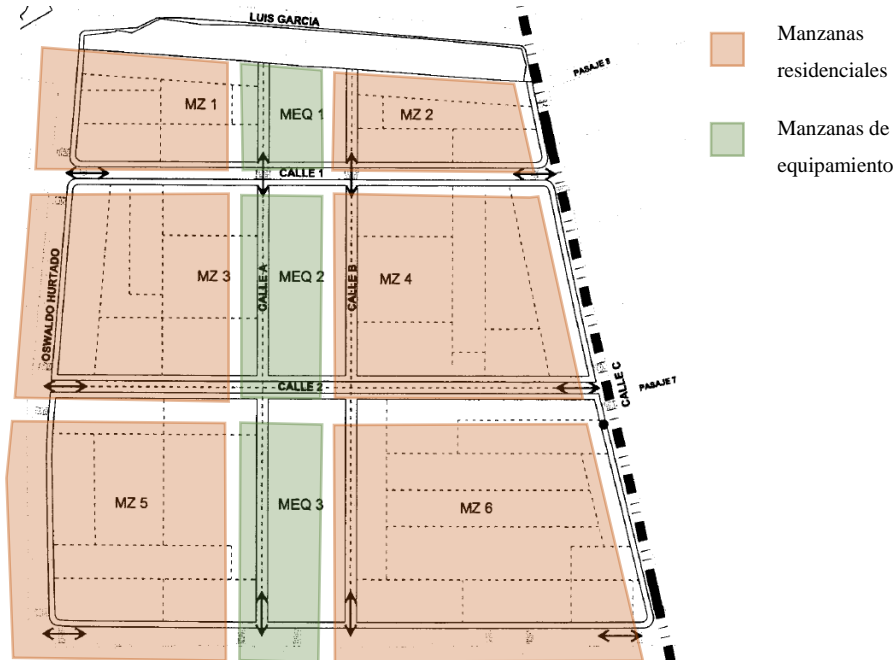 LUIS GARCIA
PASAJE 8
MZ 1
MEQ 1
MZ 2
CALLE 1
OSWALDO HURTADO
MZ 3
CALLE A
MEQ 2
CALLE B
MZ 4
CALLE 2
CALLE C
PASAJE 7
MZ 5
MEQ 3
MZ 6
Manzanas
residenciales
Manzanas de
equipamiento